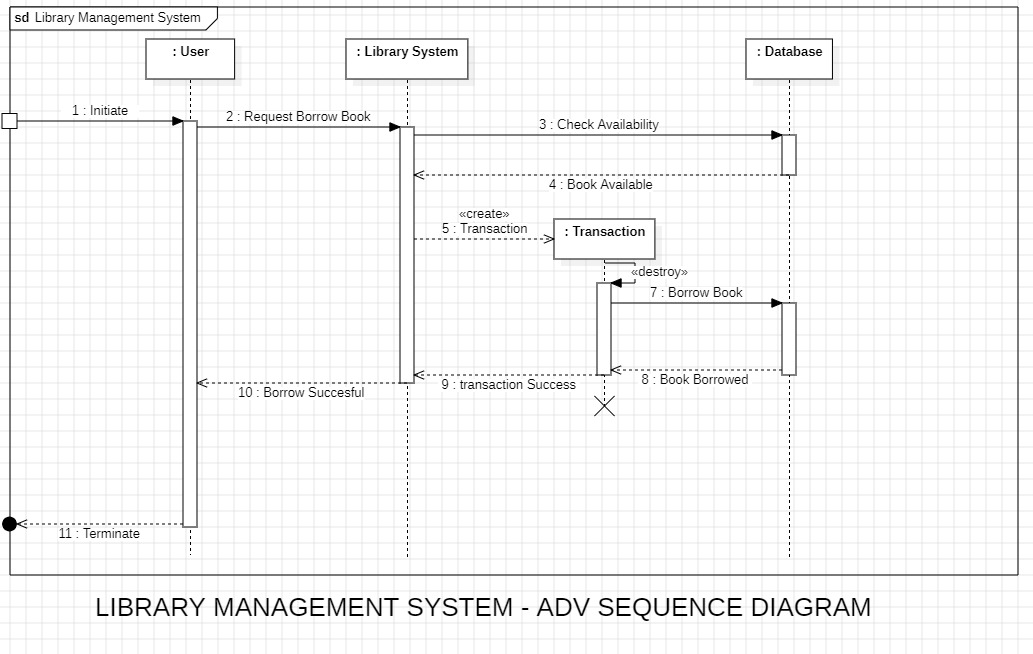 sd Library Management System
: User
: Library System
: Database
1 : Initiate
2 : Request Borrow Book
3 : Check Availability
4 : Book Available
«create»
5 : Transaction
: Transaction
«destroy»
7 : Borrow Book
8 : Book Borrowed
9 : transaction Success
10 : Borrow Succesful
11 : Terminate
LIBRARY MANAGEMENT SYSTEM - ADV SEQUENCE DIAGRAM